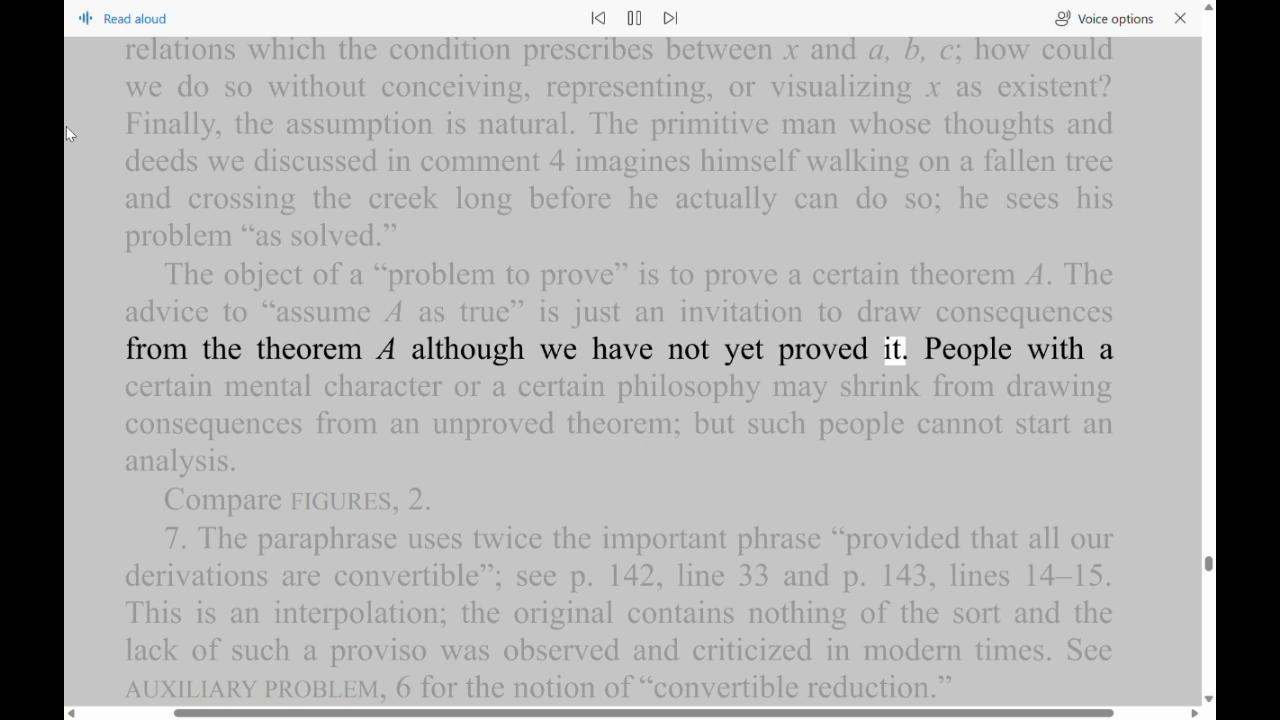 Read aloud
Voice options
relations which the condition prescribes between x and a, b, c; how could
we do so without conceiving, representing, or visualizing x as existent?
Finally, the assumption is natural. The primitive man whose thoughts and
deeds we discussed in comment 4 imagines himself walking on a fallen tree
and crossing the creek long before he actually can do so; he sees his
problem “as solved.”
The object of a “problem to prove” is to prove a certain theorem A. The
advice to “assume A as true” is just an invitation to draw consequences
from the theorem A although we have not yet proved it. People with a
certain mental character or a certain philosophy may shrink from drawing
consequences from an unproved theorem; but such people cannot start an
analysis.
Compare FIGURES, 2.
7. The paraphrase uses twice the important phrase “provided that all our
derivations are convertible”; see p. 142, line 33 and p. 143, lines 14–15.
This is an interpolation; the original contains nothing of the sort and the
lack of such a proviso was observed and criticized in modern times. See
AUXILIARY PROBLEM, 6 for the notion of “convertible reduction.”